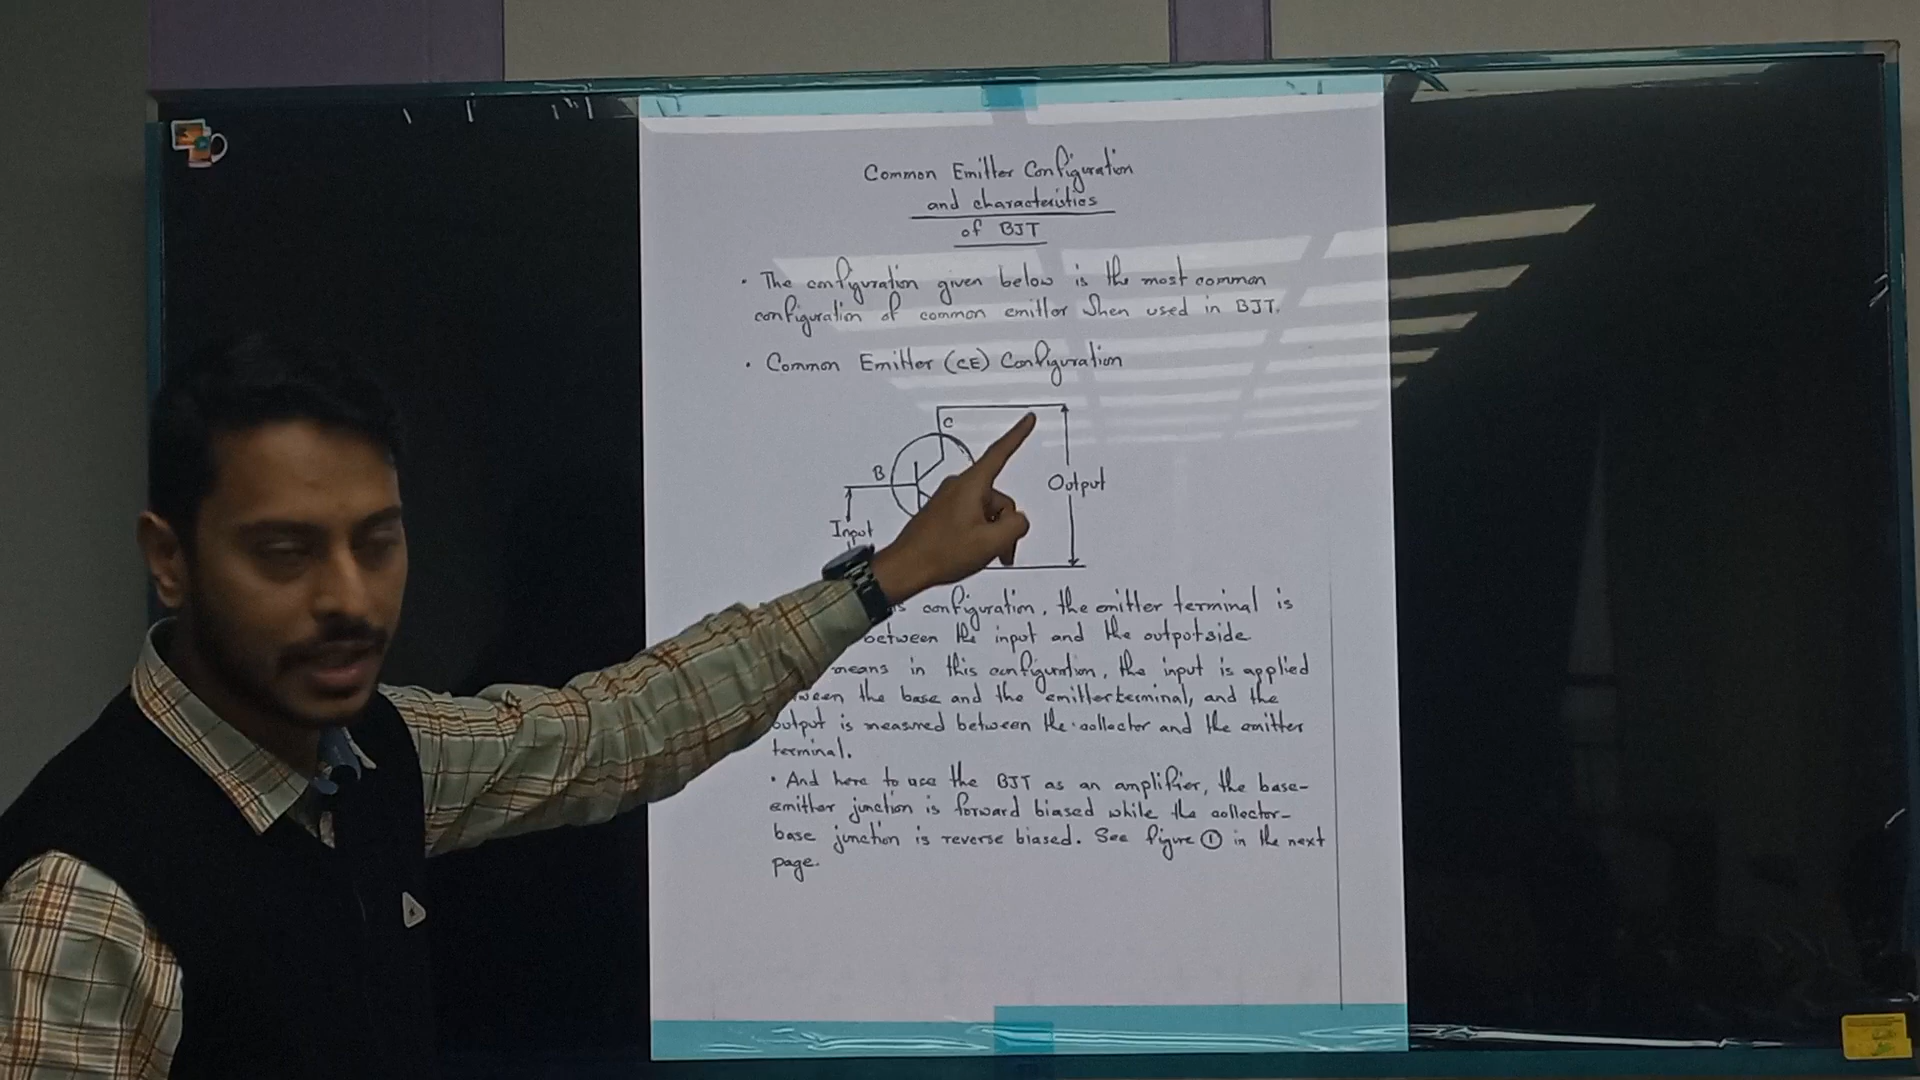 Common Emitter Configuration
and characteristics
of BJT
• The configuration given below is the most common
configuration of common emitter when used in BJT.
• Common Emitter (CE) Configuration
C
B
Output
Input
configuration, the emitter terminal is
between the input and the output side
means in this configuration, the input is applied
the base and the emitter terminal, and the
output is measured between the collector and the emitter
terminal.
• And here to use the BJT as an amplifier, the base-
emitter junction is forward biased while the collector-
base junction is reverse biased. See figure ① in the next
page.